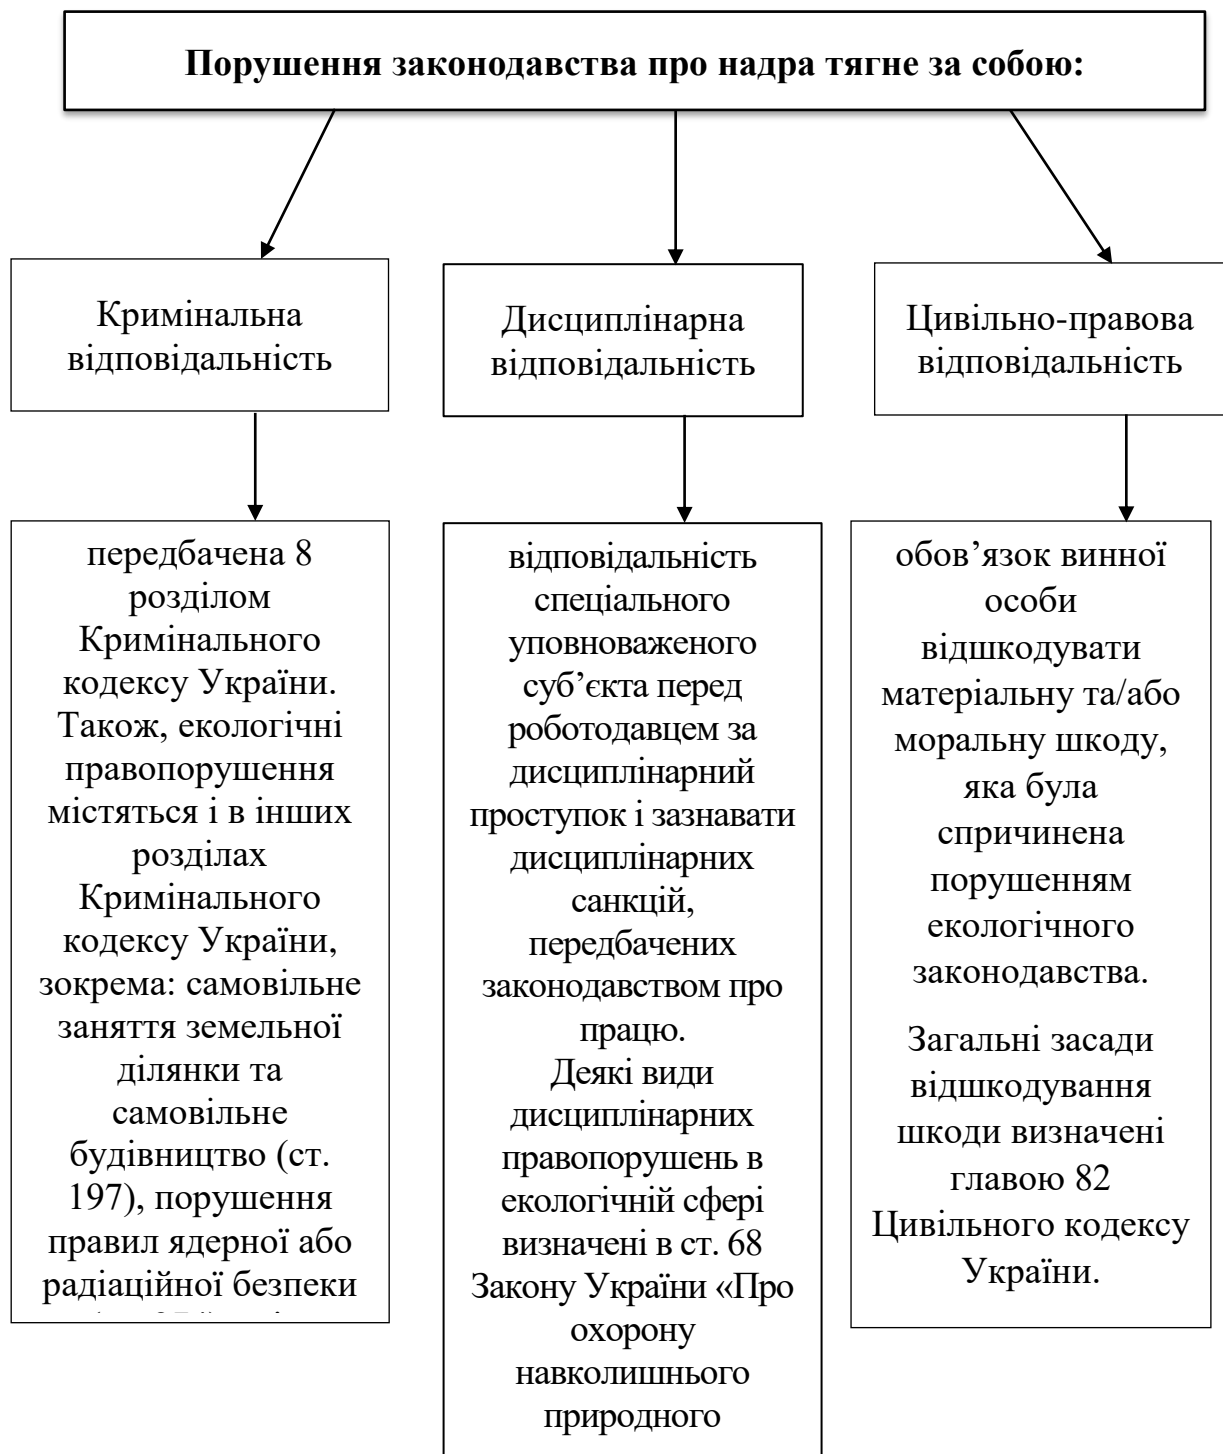 Порушення законодавства про надра тягне за собою:
Кримінальна
відповідальність
Дисциплінарна
відповідальність
Цивільно-правова
відповідальність
передбачена 8
розділом
Кримінального
кодексу України.
Також, екологічні
правопорушення
містяться і в інших
розділах
Кримінального
кодексу України,
зокрема: самовільне
заняття земельної
ділянки та
самовільне
будівництво (ст.
197), порушення
правил ядерної або
радіаційної безпеки
відповідальність
спеціального
уповноваженого
суб’єкта перед
роботодавцем за
дисциплінарний
проступок і зазнавати
дисциплінарних
санкцій,
передбачених
законодавством про
працю.
Деякі види
дисциплінарних
правопорушень в
екологічній сфері
визначені в ст. 68
Закону України «Про
охорону
навколишнього
природного
обов’язок винної
особи
відшкодувати
матеріальну та/або
моральну шкоду,
яка була
спричинена
порушенням
екологічного
законодавства.
Загальні засади
відшкодування
шкоди визначені
главою 82
Цивільного кодексу
України.